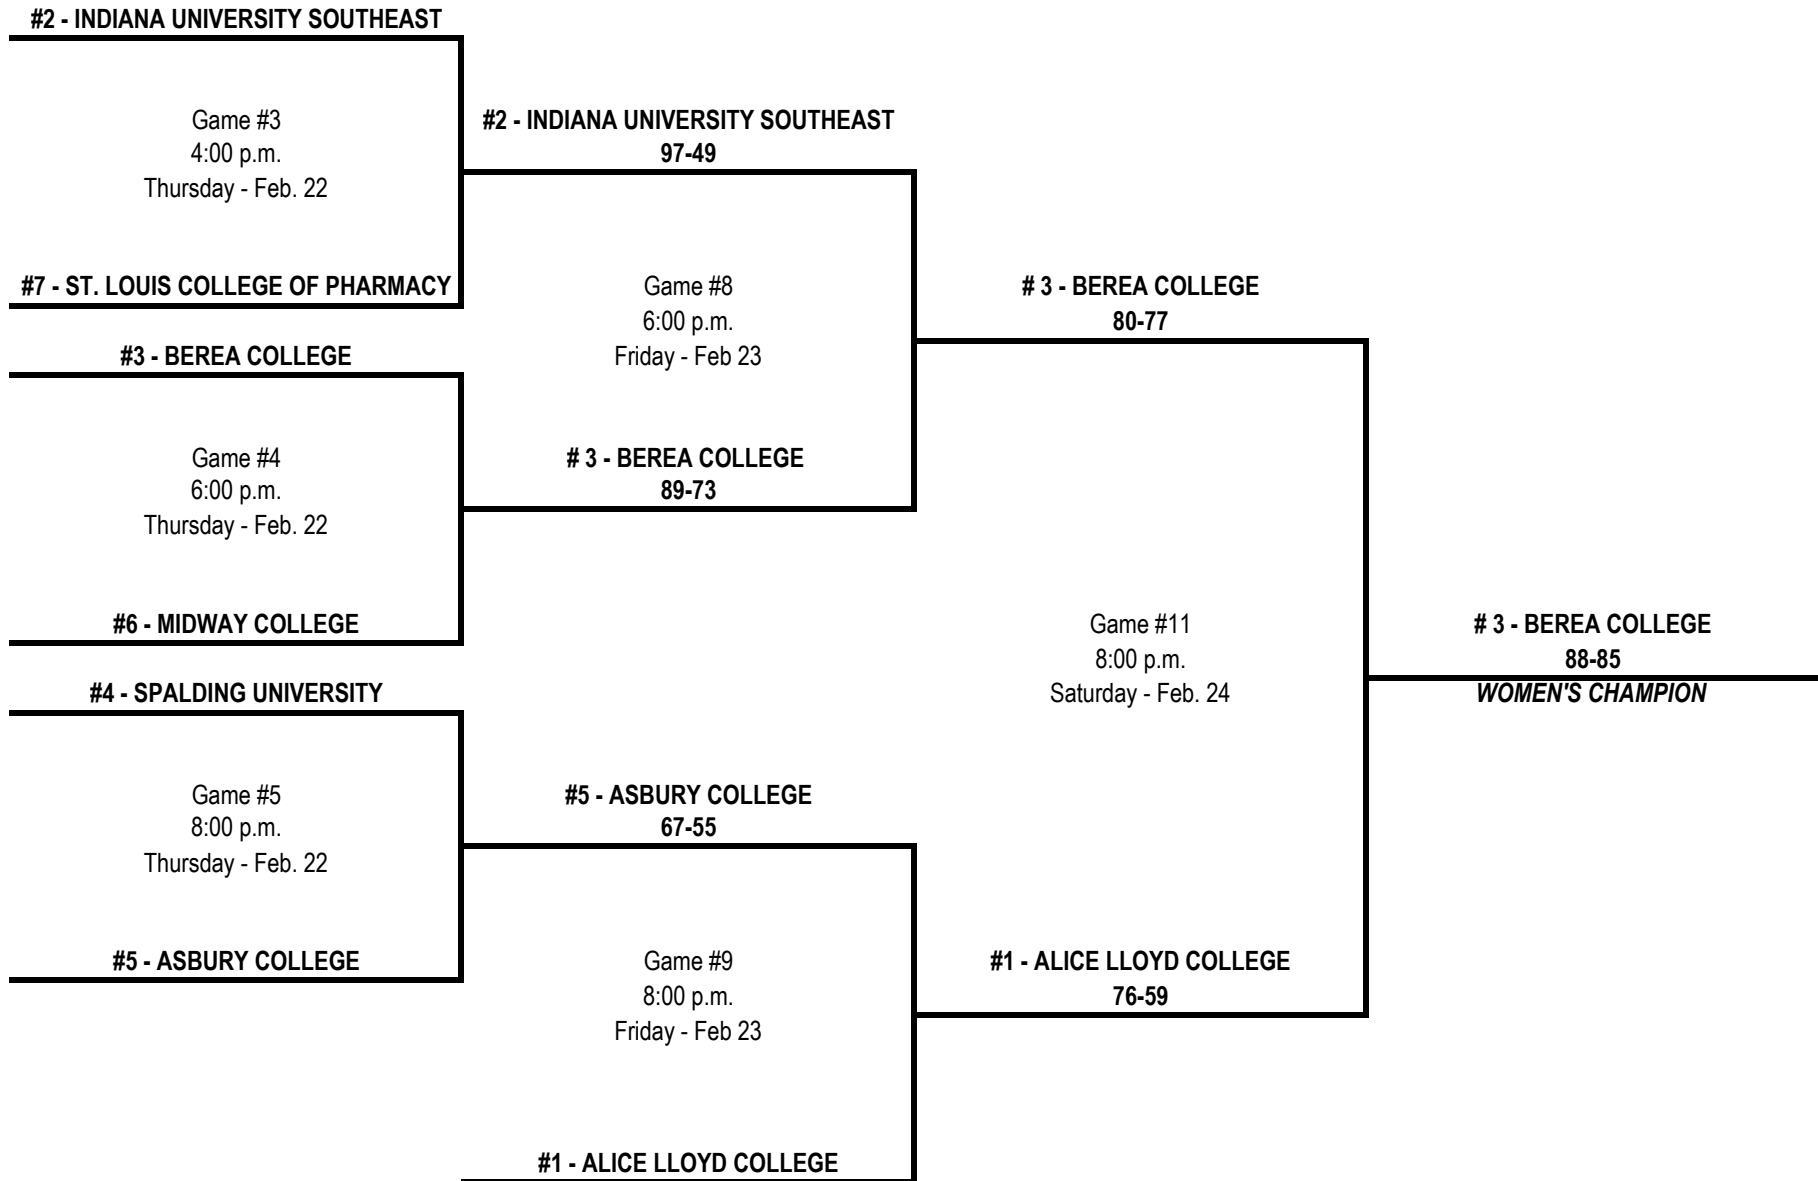 #2 - INDIANA UNIVERSITY SOUTHEAST
Game #3
4:00 p.m.
Thursday - Feb. 22
#7 - ST. LOUIS COLLEGE OF PHARMACY
#2 - INDIANA UNIVERSITY SOUTHEAST
97-49
#3 - BEREA COLLEGE
Game #4
6:00 p.m.
Thursday - Feb. 22
#6 - MIDWAY COLLEGE
Game #8
6:00 p.m.
Friday - Feb 23
# 3 - BEREA COLLEGE
89-73
# 3 - BEREA COLLEGE
80-77
#4 - SPALDING UNIVERSITY
Game #5
8:00 p.m.
Thursday - Feb. 22
#5 - ASBURY COLLEGE
#5 - ASBURY COLLEGE
67-55
Game #9
8:00 p.m.
Friday - Feb 23
#1 - ALICE LLOYD COLLEGE
Game #11
8:00 p.m.
Saturday - Feb. 24
#1 - ALICE LLOYD COLLEGE
76-59
# 3 - BEREA COLLEGE
88-85
WOMEN'S CHAMPION